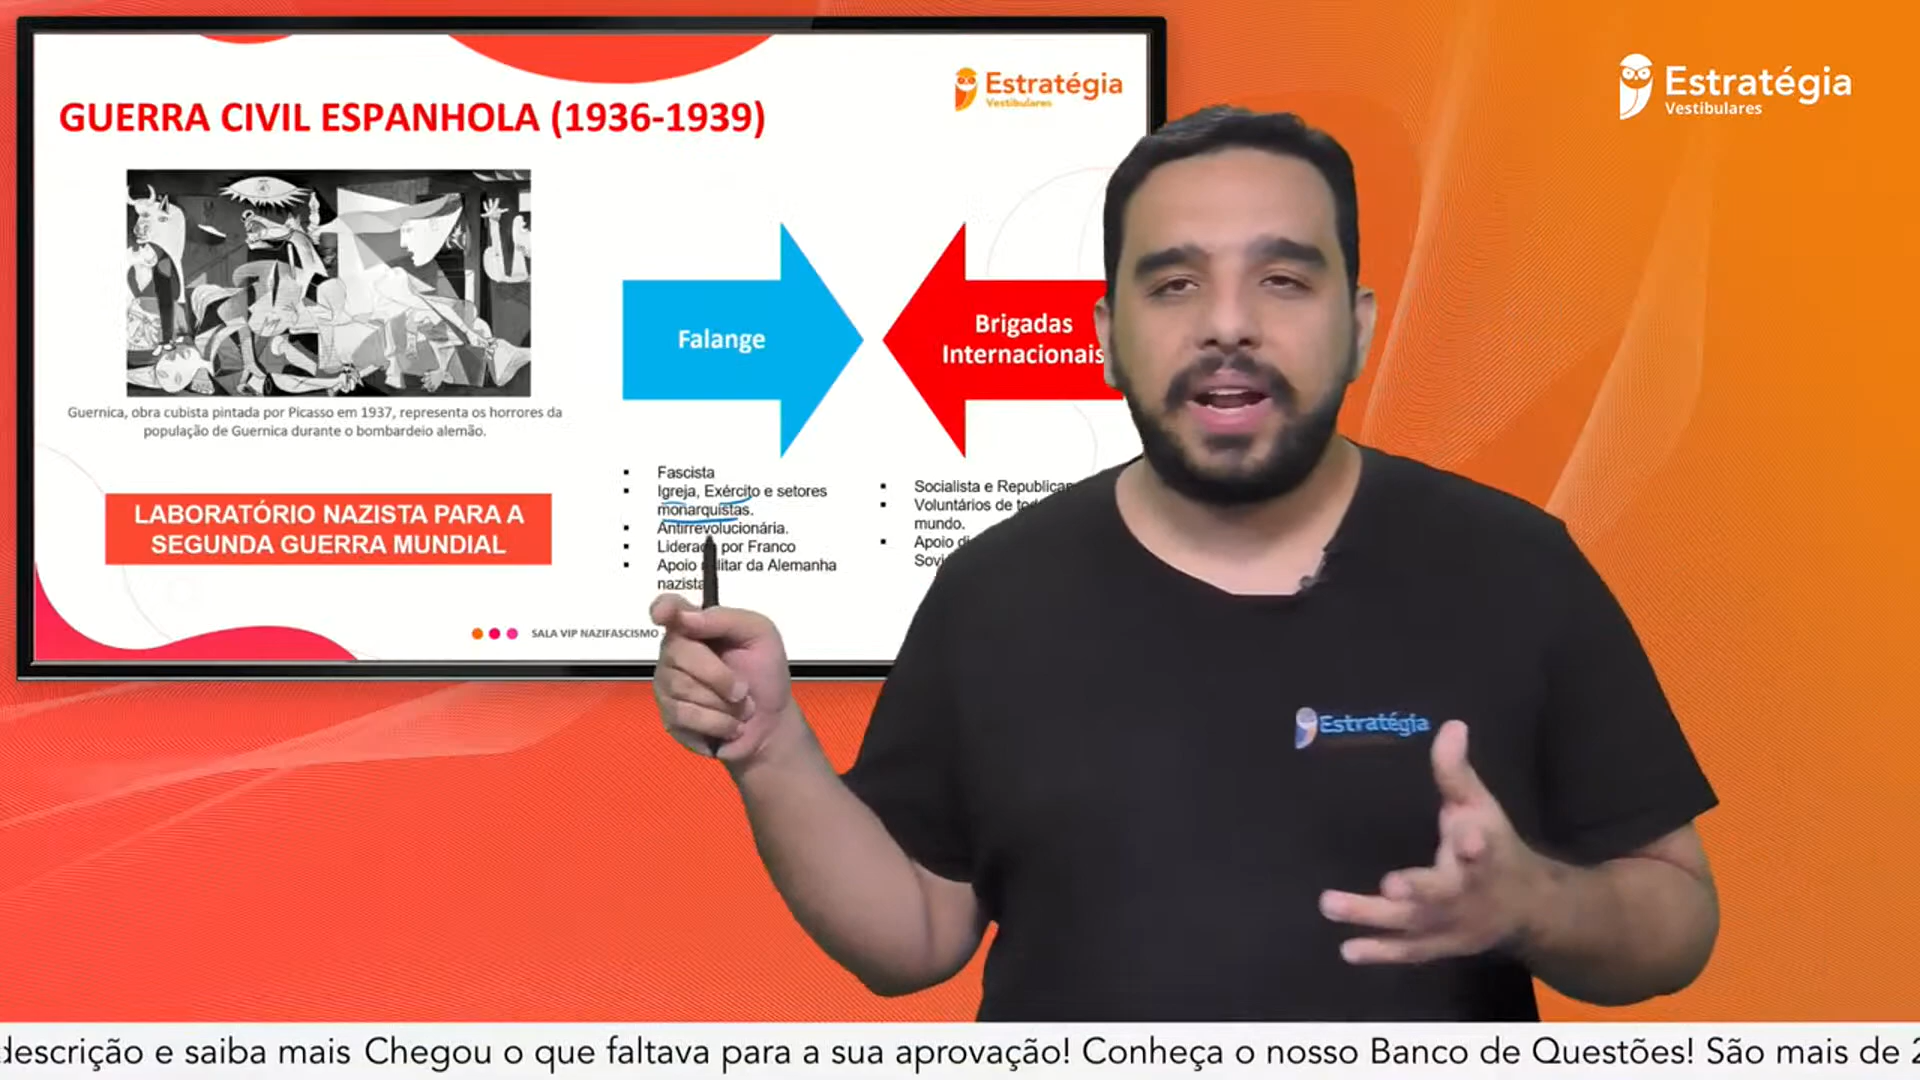 GUERRA CIVIL ESPANHOLA (1936-1939)
Estratégia
Vestibulares
Estratégia
Vestibulares
Falange
Brigadas
Internacionais
Guernica, obra cubista pintada por Picasso em 1937, representa os horrores da
população de Guernica durante o bombardeio alemão.
LABORATÓRIO NAZISTA PARA A
SEGUNDA GUERRA MUNDIAL
Fascista
Igreja, Exército e setores
monarquistas.
Antirrevolucionária.
por Franco
Apoio da Alemanha
nazista
Socialista e
Voluntários de
mundo.
Apoio
SALA VIP NAZIFASCISMO
Estratégia
descrição e saiba mais Chegou o que faltava para a sua aprovação! Conheça o nosso Banco de Questões! São mais de